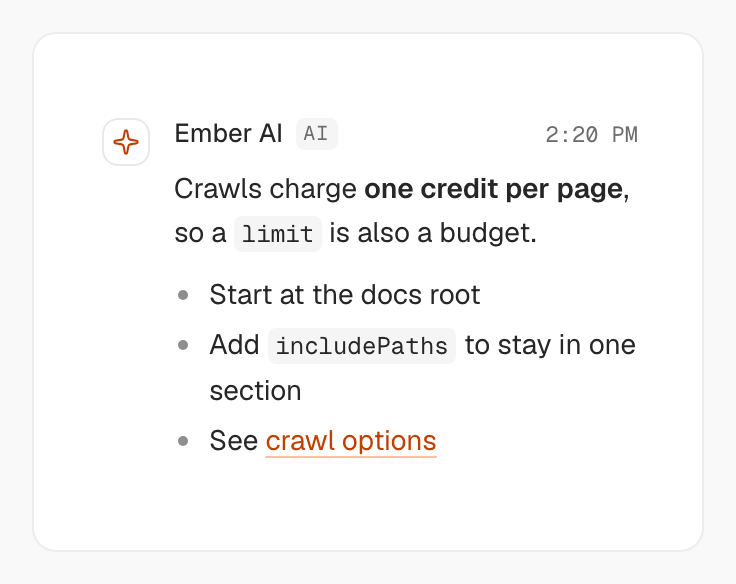 Ember AI AI 2:20 PM
Crawls charge one credit per page,
so a limit is also a budget.
Start at the docs root
Add includePaths to stay in one
section
See crawl options